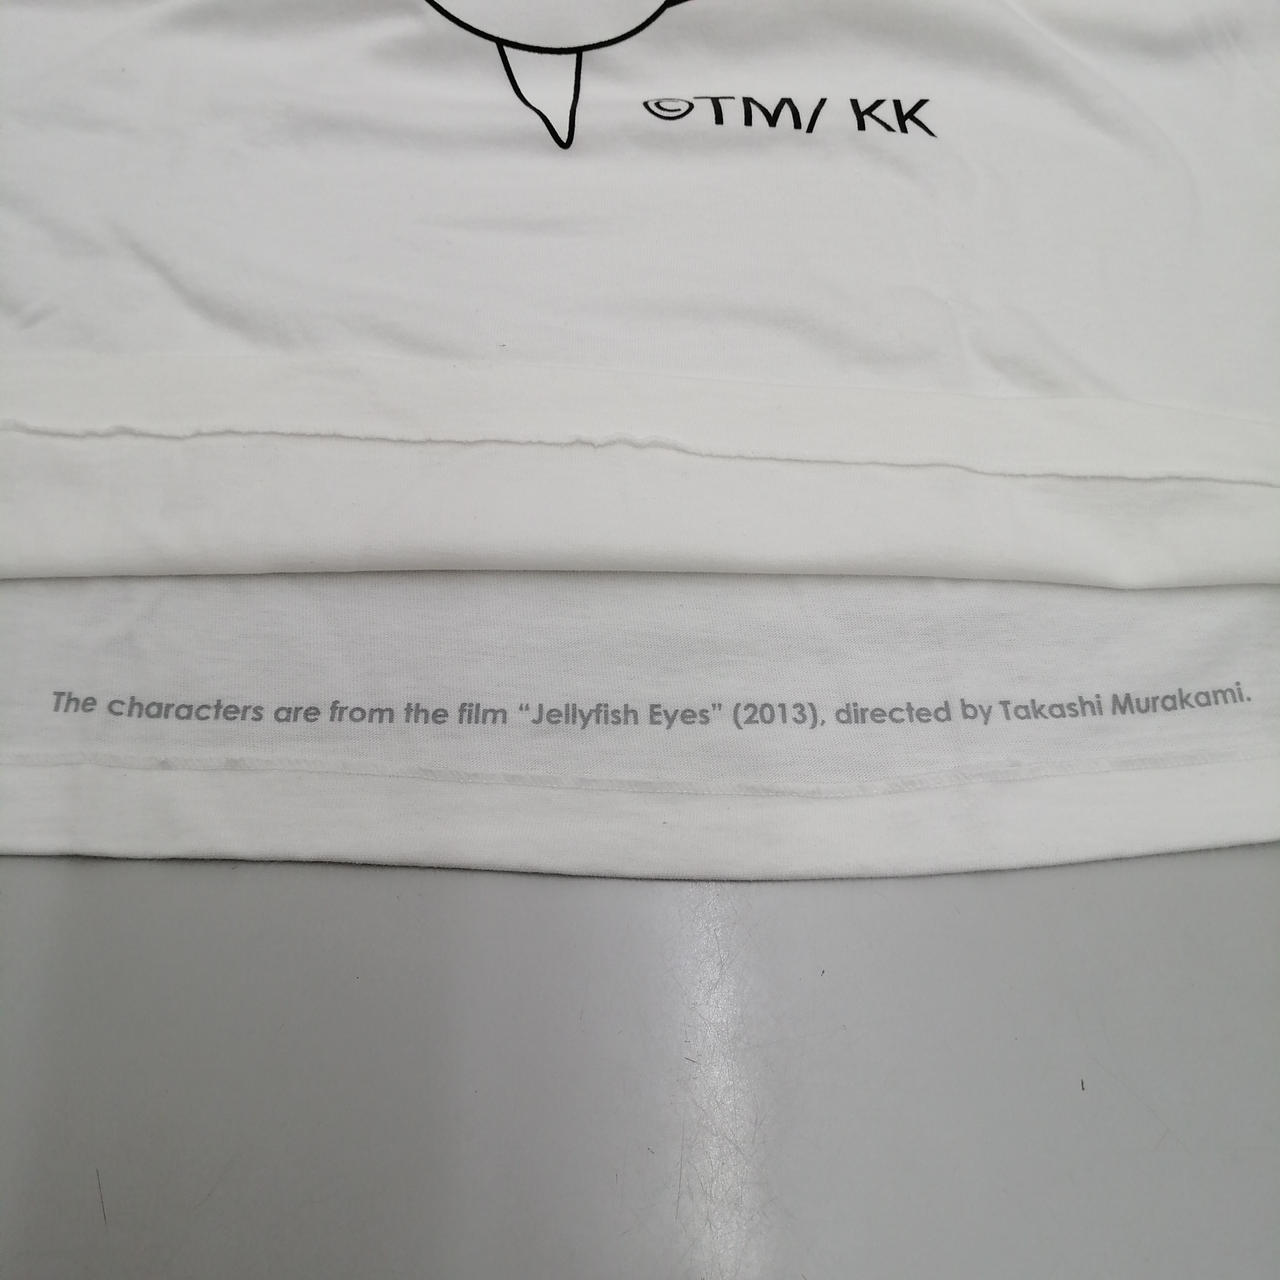 ©TM/ KK
The characters are from the film “Jellyfish Eyes” (2013), directed by Takashi Murakami.